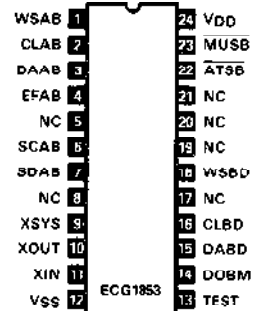 WSAB 1
24 VDD
CLAB 2
23 MUSB
DAAB 3
22 ATSB
EFAB 4
21 NC
NC 5
20 NC
SCAB 6
19 NC
SDAB 7
18 WSBD
NC 8
17 NC
XSYS 9
16 CLBD
XOUT 10
15 DABD
XIN 11
14 DOBM
VSS 12
ECG1853
13 TEST